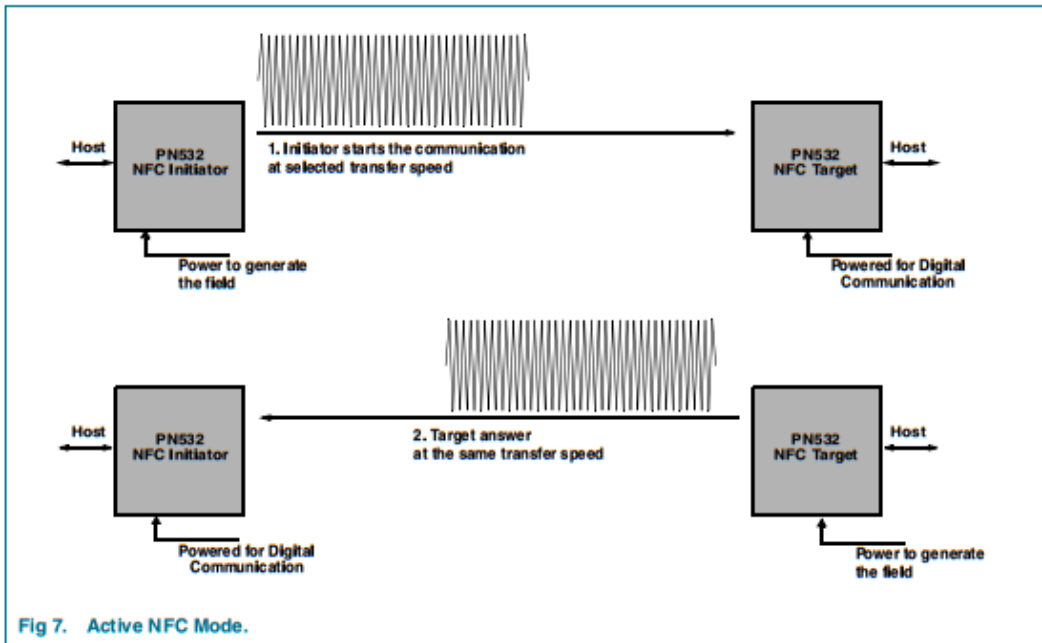 Host
PN532
NFC Initiator
1. Initiator starts the communication
at selected transfer speed
PN532
NFC Target
Host
Power to generate
the field
Powered for Digital
Communication
Host
PN532
NFC Initiator
2. Target answer
at the same transfer speed
PN532
NFC Target
Host
Powered for Digital
Communication
Power to generate
the field
Fig 7. Active NFC Mode.